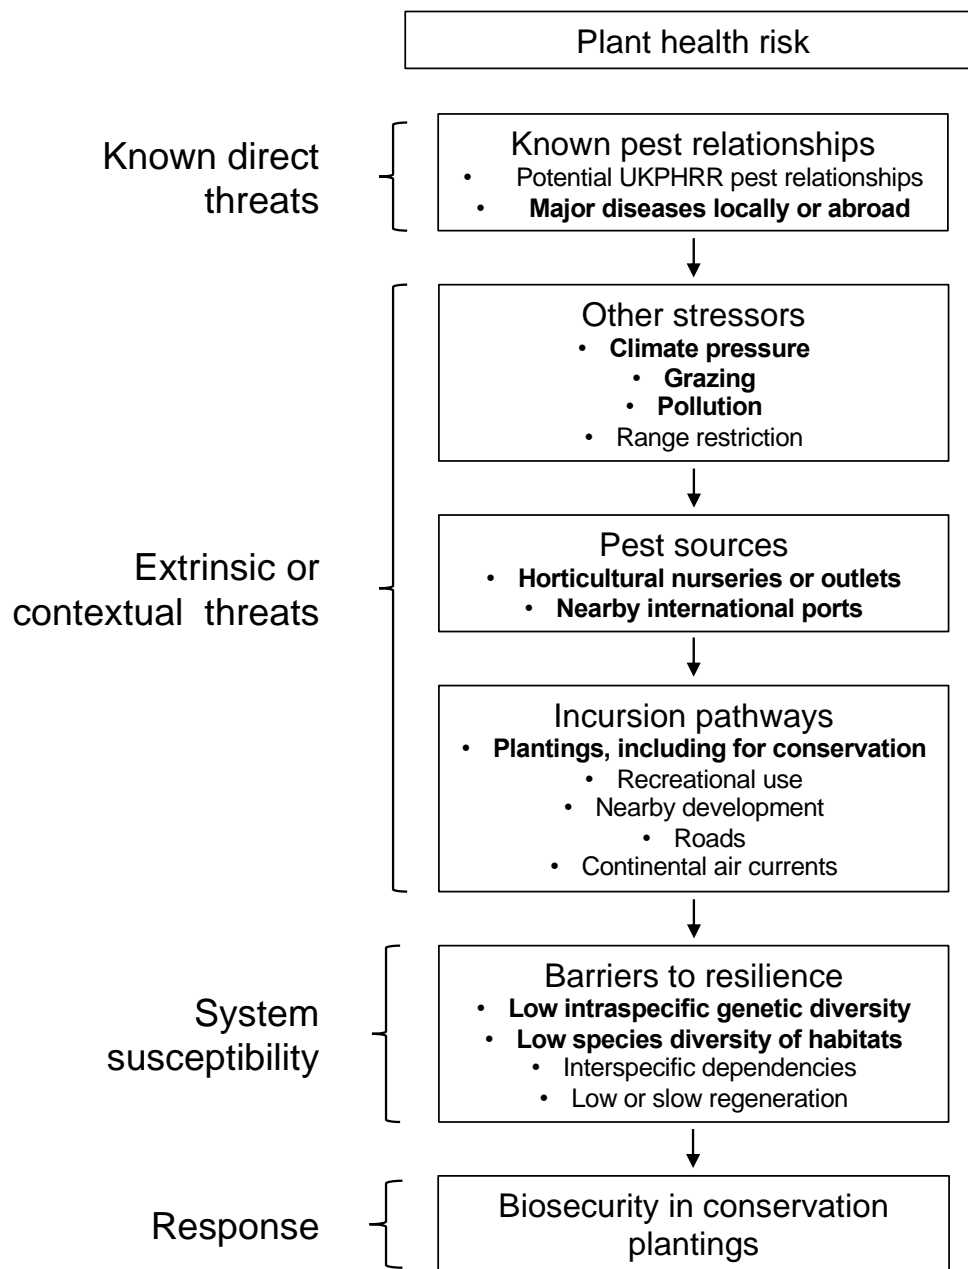 Plant health risk
Known direct
threats
Known pest relationships
• Potential UKPHRR pest relationships
• Major diseases locally or abroad
Extrinsic or
contextual threats
Other stressors
• Climate pressure
• Grazing
• Pollution
• Range restriction
Pest sources
• Horticultural nurseries or outlets
• Nearby international ports
Incursion pathways
• Plantings, including for conservation
• Recreational use
• Nearby development
• Roads
• Continental air currents
System
susceptibility
Barriers to resilience
• Low intraspecific genetic diversity
• Low species diversity of habitats
• Interspecific dependencies
• Low or slow regeneration
Response
Biosecurity in conservation
plantings